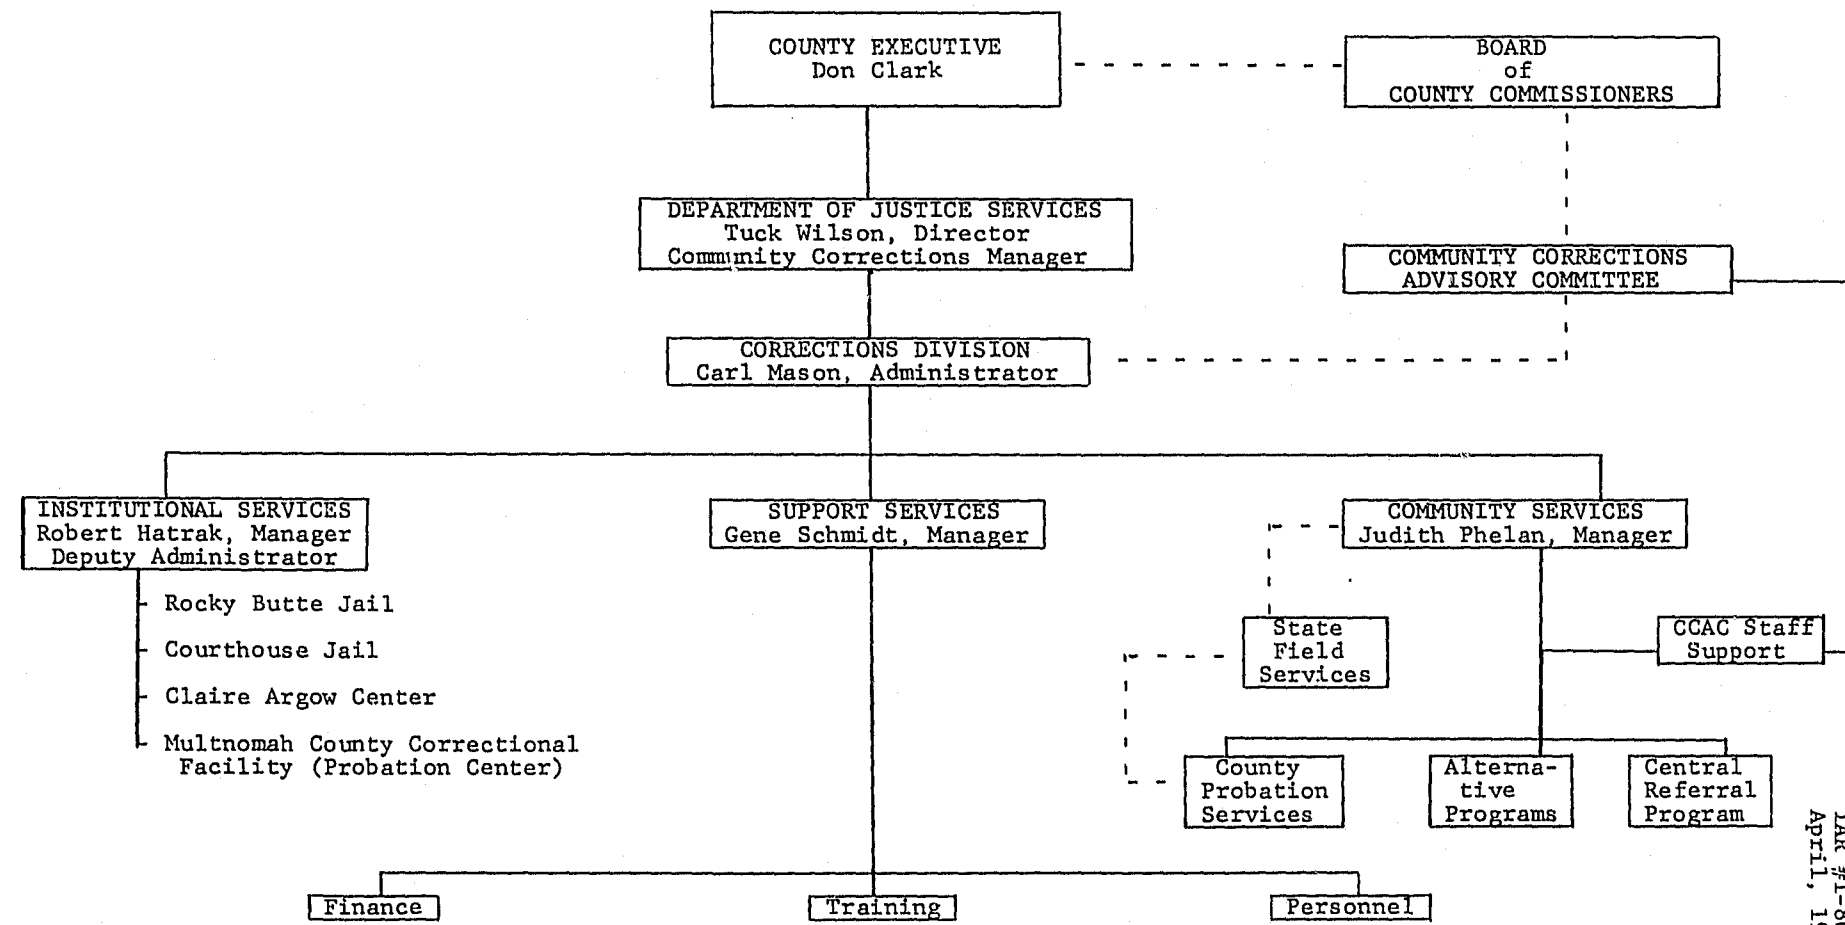 COUNTY EXECUTIVE
Don Clark
BOARD
of
COUNTY COMMISSIONERS
DEPARTMENT OF JUSTICE SERVICES
Tuck Wilson, Director
Community Corrections Manager
COMMUNITY CORRECTIONS
ADVISORY COMMITTEE
CORRECTIONS DIVISION
Carl Mason, Administrator
INSTITUTIONAL SERVICES
Robert Hatrak, Manager
Deputy Administrator
Rocky Butte Jail
Courthouse Jail
Claire Argow Center
Multnomah County Correctional
Facility (Probation Center)
SUPPORT SERVICES
Gene Schmidt, Manager
COMMUNITY SERVICES
Judith Phelan, Manager
State
Field
Services
CCAC Staff
Support
County
Probation
Services
Alterna-
tive
Programs
Central
Referral
Program
Finance
Training
Personnel
April,